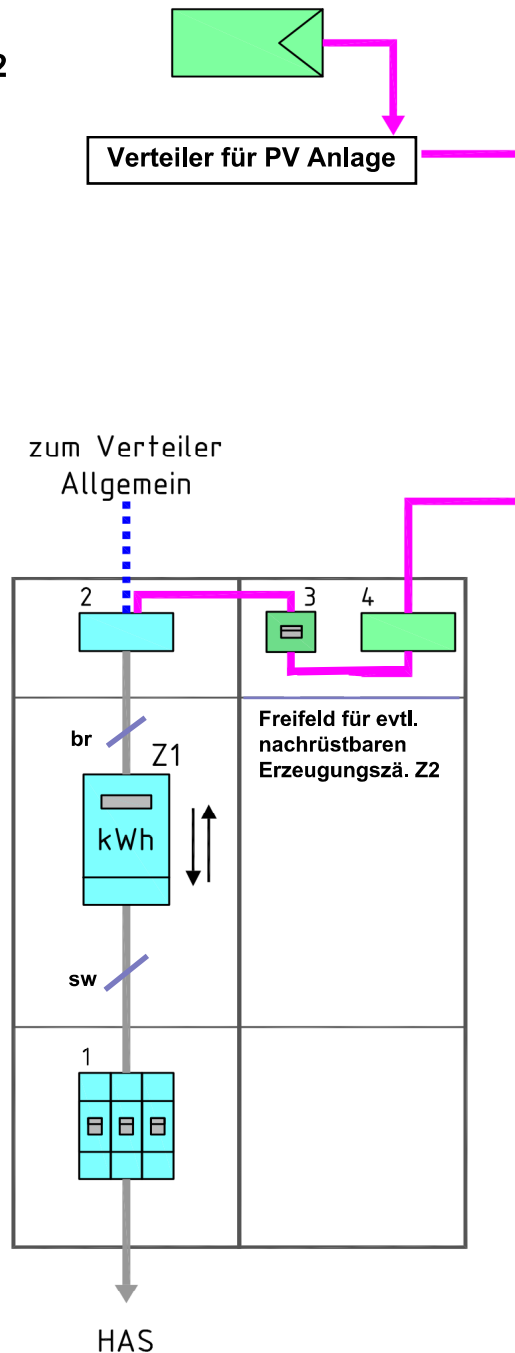 2
Verteiler für PV Anlage
zum Verteiler
Allgemein
2
3
4
br
Z1
Freifeld für evtl.
nachrüstbaren
Erzeugungszä. Z2
kWh
sw
1
HAS